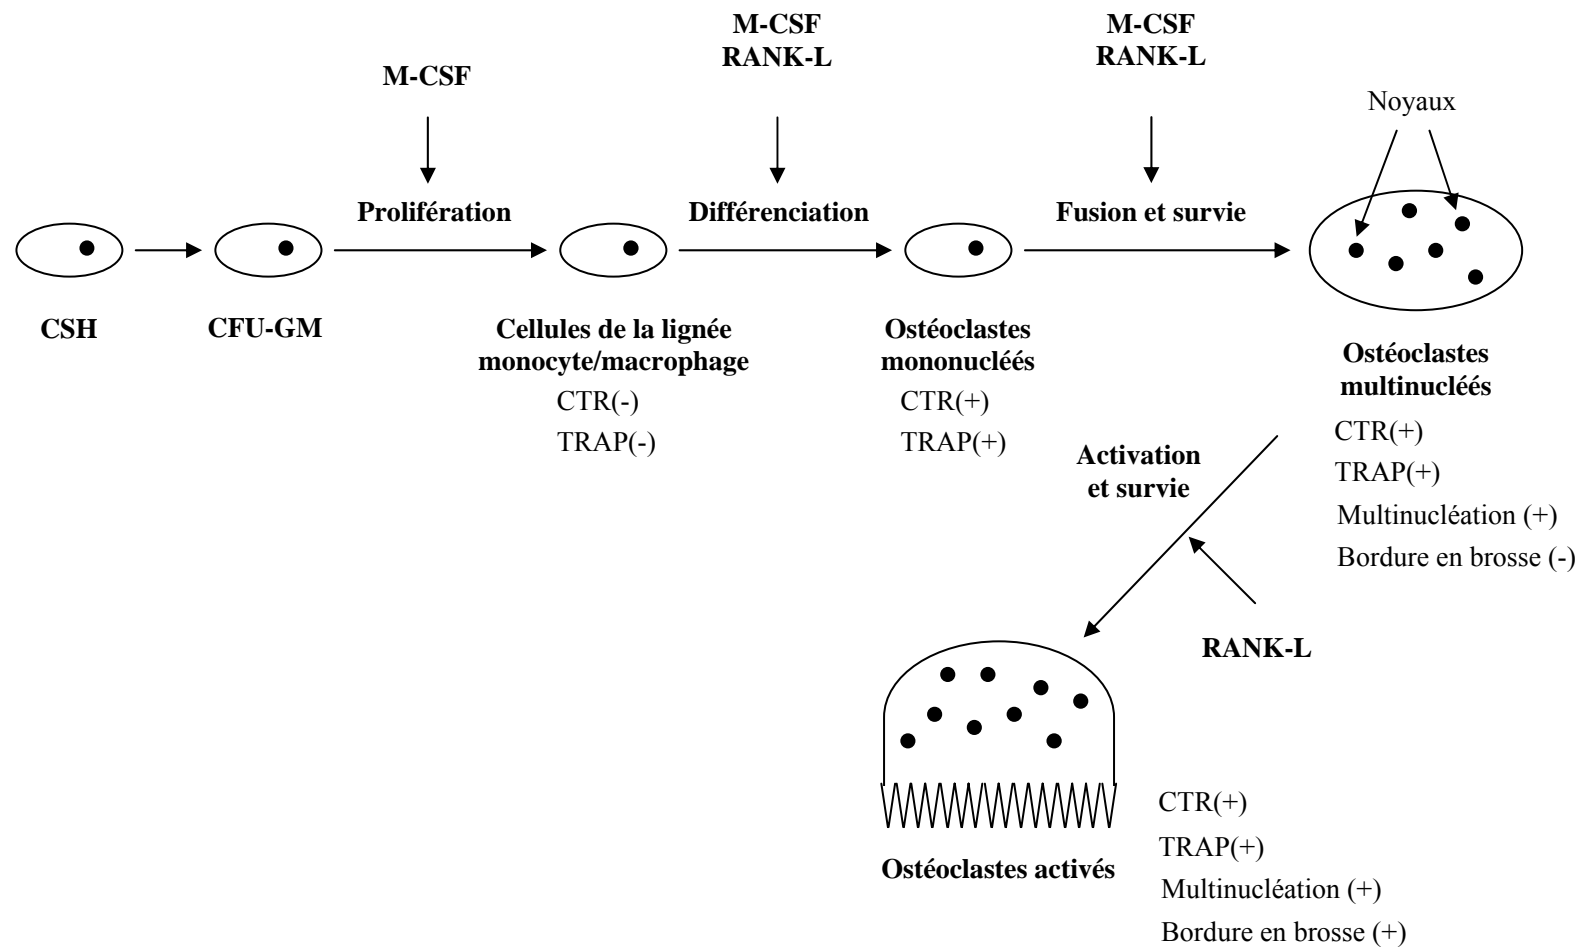 M-CSF
RANK-L
M-CSF
RANK-L
M-CSF
Noyaux
Prolifération
Différenciation
Fusion et survie
CSH
CFU-GM
Cellules de la lignée
monocyte/macrophage
CTR(-)
TRAP(-)
Ostéoclastes
mononucléés
CTR(+)
TRAP(+)
Ostéoclastes
multinucléés
CTR(+)
TRAP(+)
Multinucléation (+)
Bordure en brosse (-)
Activation
et survie
RANK-L
Ostéoclastes activés
CTR(+)
TRAP(+)
Multinucléation (+)
Bordure en brosse (+)